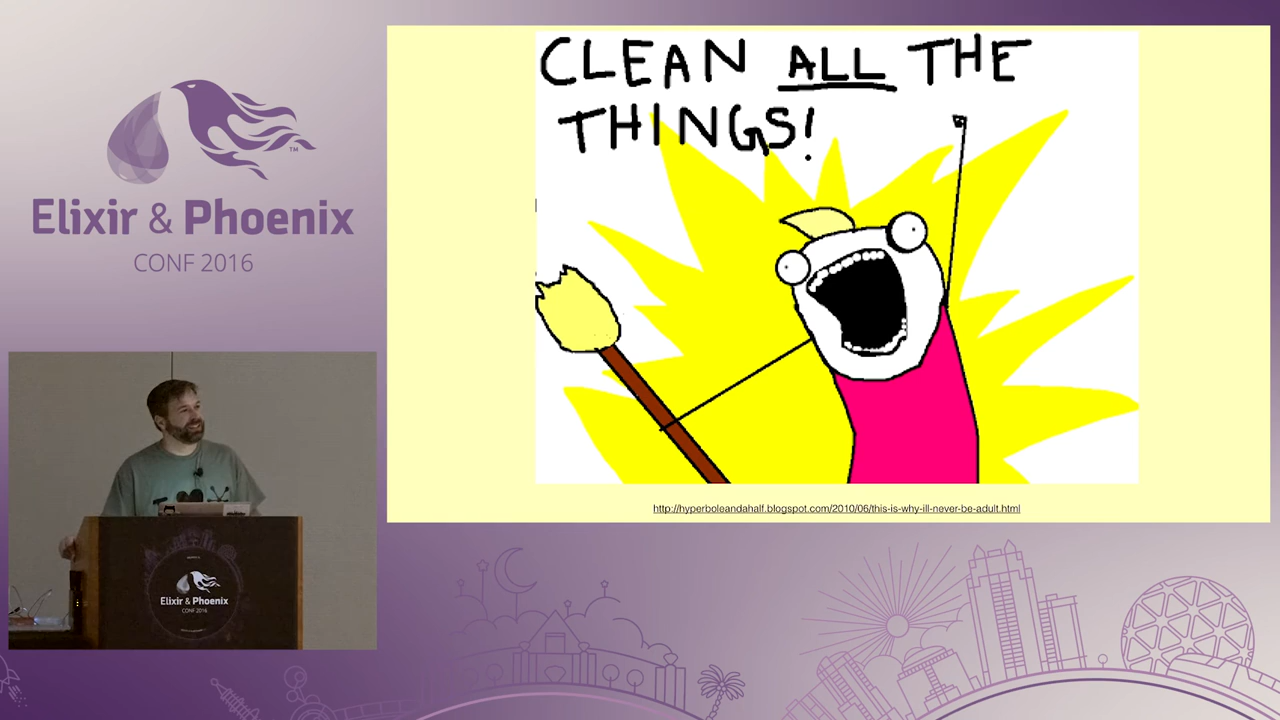 CLEAN ALL THE
THINGS!
http://hyperboleandahalf.blogspot.com/2010/06/this-is-why-ill-never-be-adult.html
TM
Elixir & Phoenix
CONF 2016
Elixir & Phoenix
CONF 2016